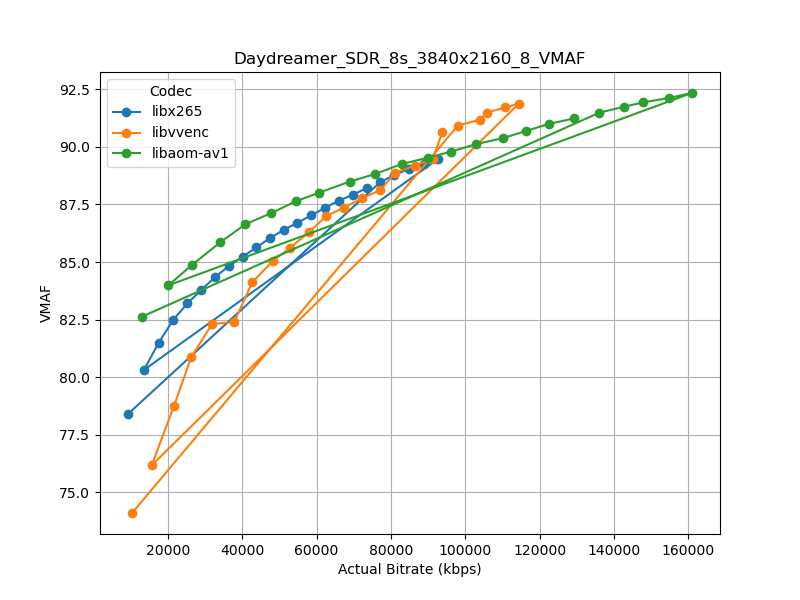 Daydreamer_SDR_8s_3840x2160_8_VMAF
Codec
libx265
libvvenc
libaom-av1
92.5
90.0
87.5
85.0
82.5
80.0
77.5
75.0
VMAF
20000 40000 60000 80000 100000 120000 140000 160000
Actual Bitrate (kbps)